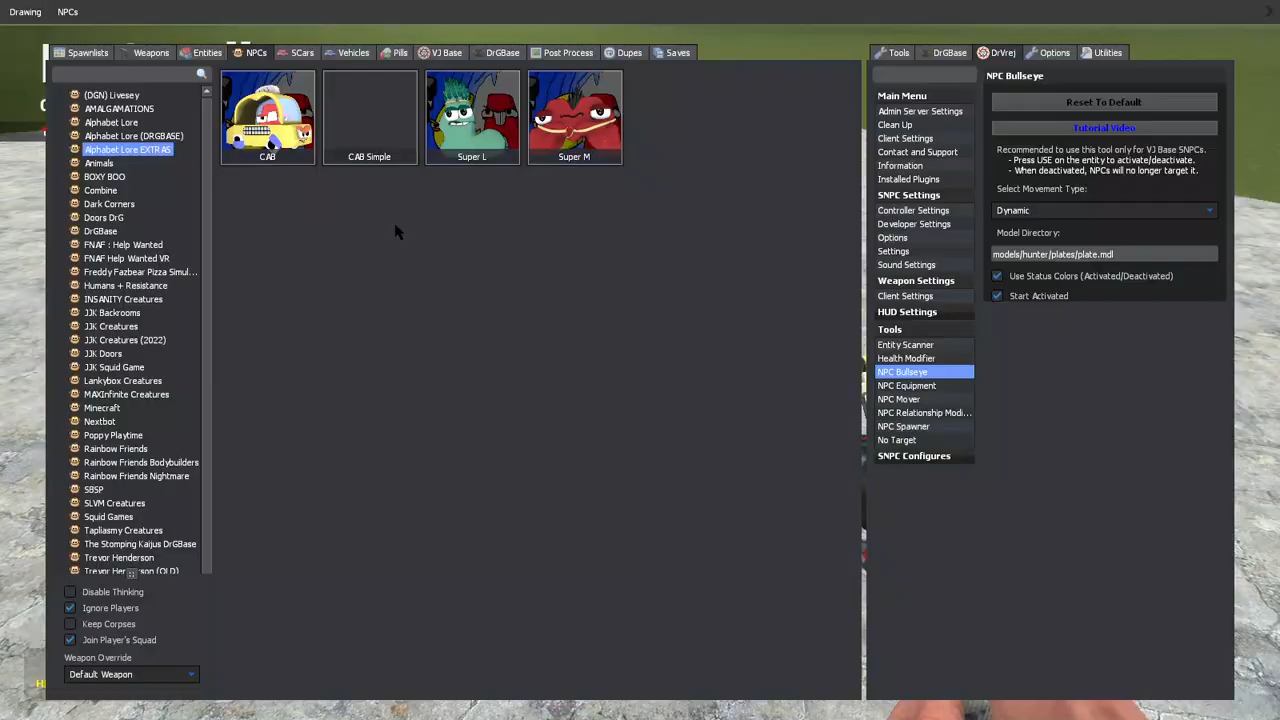 Drawing NPCs
Spawnlists Weapons Entities NPCs SCars Vehicles Pills VJ Base DrGBase Post Process Dupes Saves
Tools DrGBase DrVrej Options Utilities
(DGN) Livesey
AMALGAMATIONS
Alphabet Lore
Alphabet Lore (DRGBASE)
Alphabet Lore EXTRAS
Animals
BOXY BOO
Combine
Dark Corners
Doors DrG
DrGBase
FNAF : Help Wanted
FNAF Help Wanted VR
Freddy Fazbear Pizza Simul...
Humans + Resistance
INSANITY Creatures
JJK Backrooms
JJK Creatures
JJK Creatures (2022)
JJK Doors
JJK Squid Game
Lankybox Creatures
MAXInfinite Creatures
Minecraft
Nextbot
Poppy Playtime
Rainbow Friends
Rainbow Friends Bodybuilders
Rainbow Friends Nightmare
SBSP
SLVM Creatures
Squid Games
Tapliasmy Creatures
The Stomping Kaijus DrGBase
Trevor Henderson
Trevor Henderson (OLD)
Disable Thinking
Ignore Players
Keep Corpses
Join Player's Squad
Weapon Override
Default Weapon
CAB
CAB Simple
Super L
Super M
Main Menu
Admin Server Settings
Clean Up
Client Settings
Contact and Support
Information
Installed Plugins
SNPC Settings
Controller Settings
Developer Settings
Options
Settings
Sound Settings
Weapon Settings
Client Settings
HUD Settings
Tools
Entity Scanner
Health Modifier
NPC Bullseye
NPC Equipment
NPC Mover
NPC Relationship Modi...
NPC Spawner
No Target
SNPC Configures
NPC Bullseye
Reset To Default
Tutorial Video
Recommended to use this tool only for VJ Base SNPCs.
- Press USE on the entity to activate/deactivate.
- When deactivated, NPCs will no longer target it.
Select Movement Type:
Dynamic
Model Directory:
models/hunter/plates/plate.mdl
Use Status Colors (Activated/Deactivated)
Start Activated